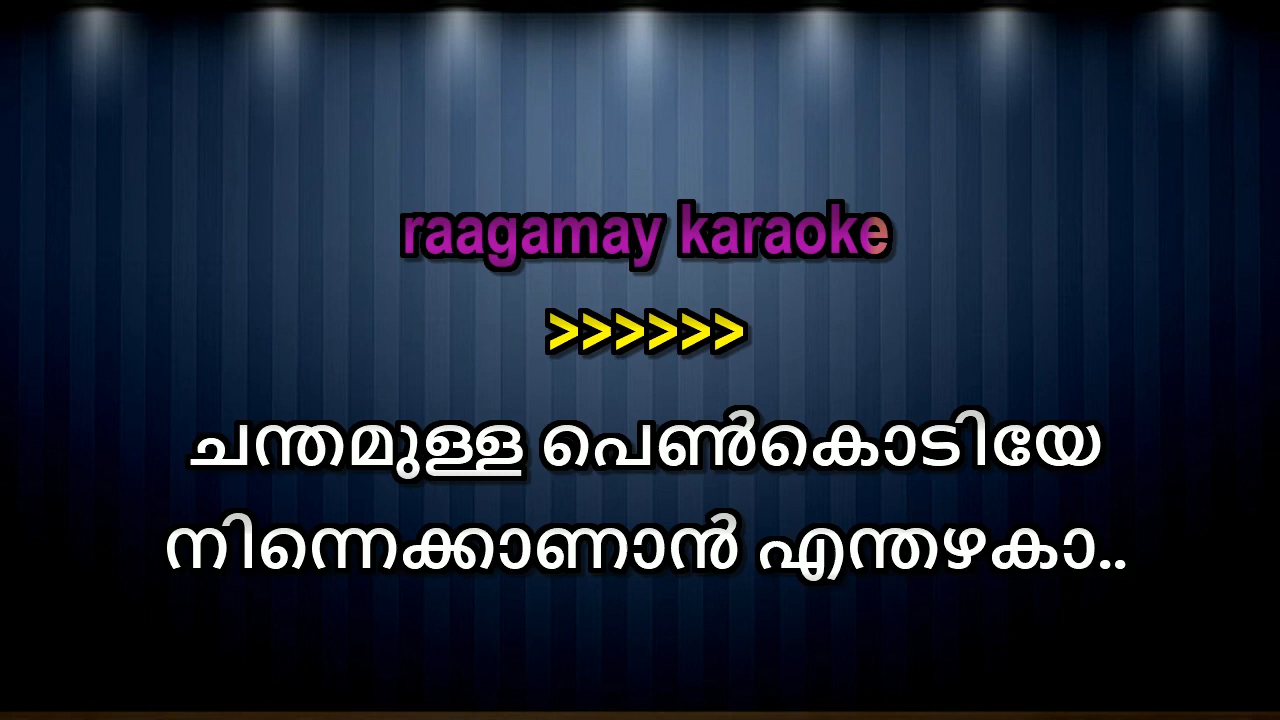 raagamay karaoke
>>>>>>
ചന്തമുള്ള പെൺകൊടിയേ
നിന്നെക്കാണാൻ എന്തഴകാ..